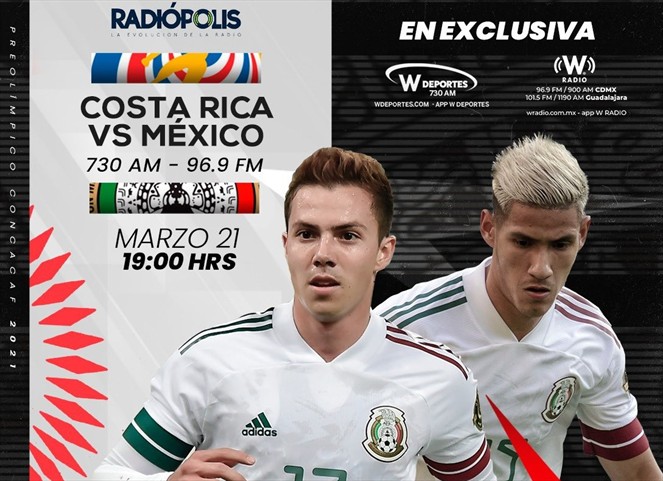 PREOLÍMPICO CONCACAF 2021
RADIÓPOLIS
LA EVOLUCIÓN DE LA RADIO
COSTA RICA
VS MÉXICO
730 AM - 96.9 FM
MARZO 21
19:00 HRS
EN EXCLUSIVA
W DEPORTES
730 AM
WDEPORTES.COM - APP W DEPORTES
W
RADIO
96.9 FM / 900 AM CDMX
101.5 FM / 1190 AM Guadalajara
wradio.com.mx - app W RADIO
adidas